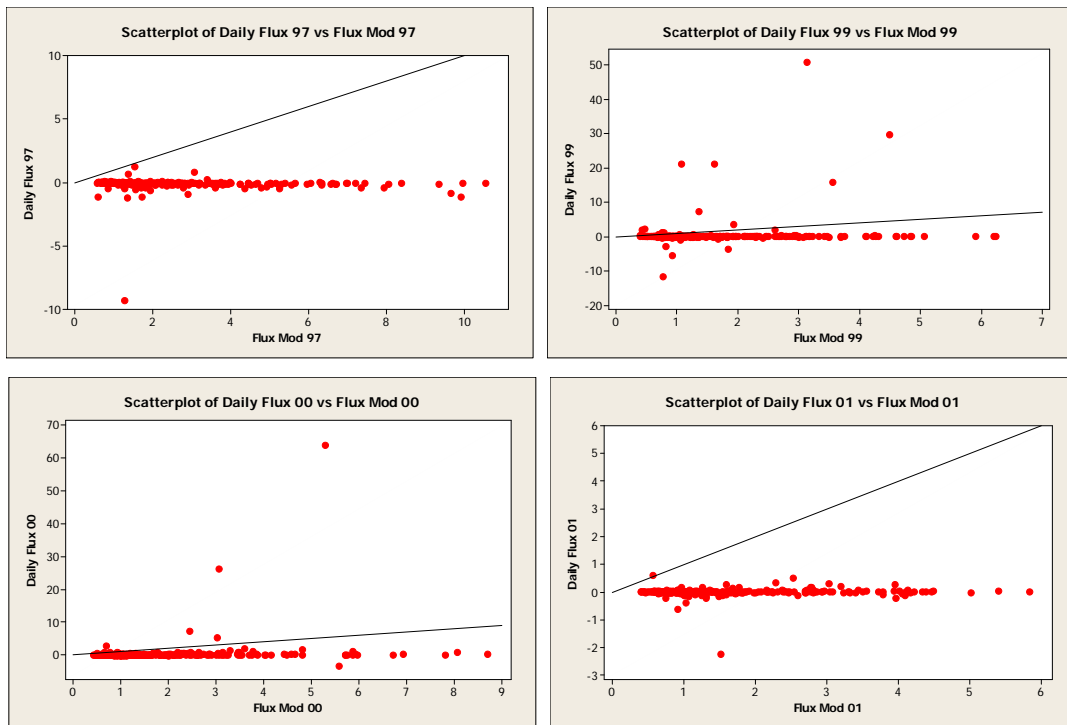 Scatterplot of Daily Flux 97 vs Flux Mod 97
10
5
0
-5
-10
Daily Flux 97
0 2 4 6 8 10
Flux Mod 97
Scatterplot of Daily Flux 99 vs Flux Mod 99
50
40
30
20
10
0
-10
-20
Daily Flux 99
0 1 2 3 4 5 6 7
Flux Mod 99
Scatterplot of Daily Flux 00 vs Flux Mod 00
70
60
50
40
30
20
10
0
Daily Flux 00
0 1 2 3 4 5 6 7 8 9
Flux Mod 00
Scatterplot of Daily Flux 01 vs Flux Mod 01
6
5
4
3
2
1
0
-1
-2
-3
Daily Flux 01
0 1 2 3 4 5 6
Flux Mod 01